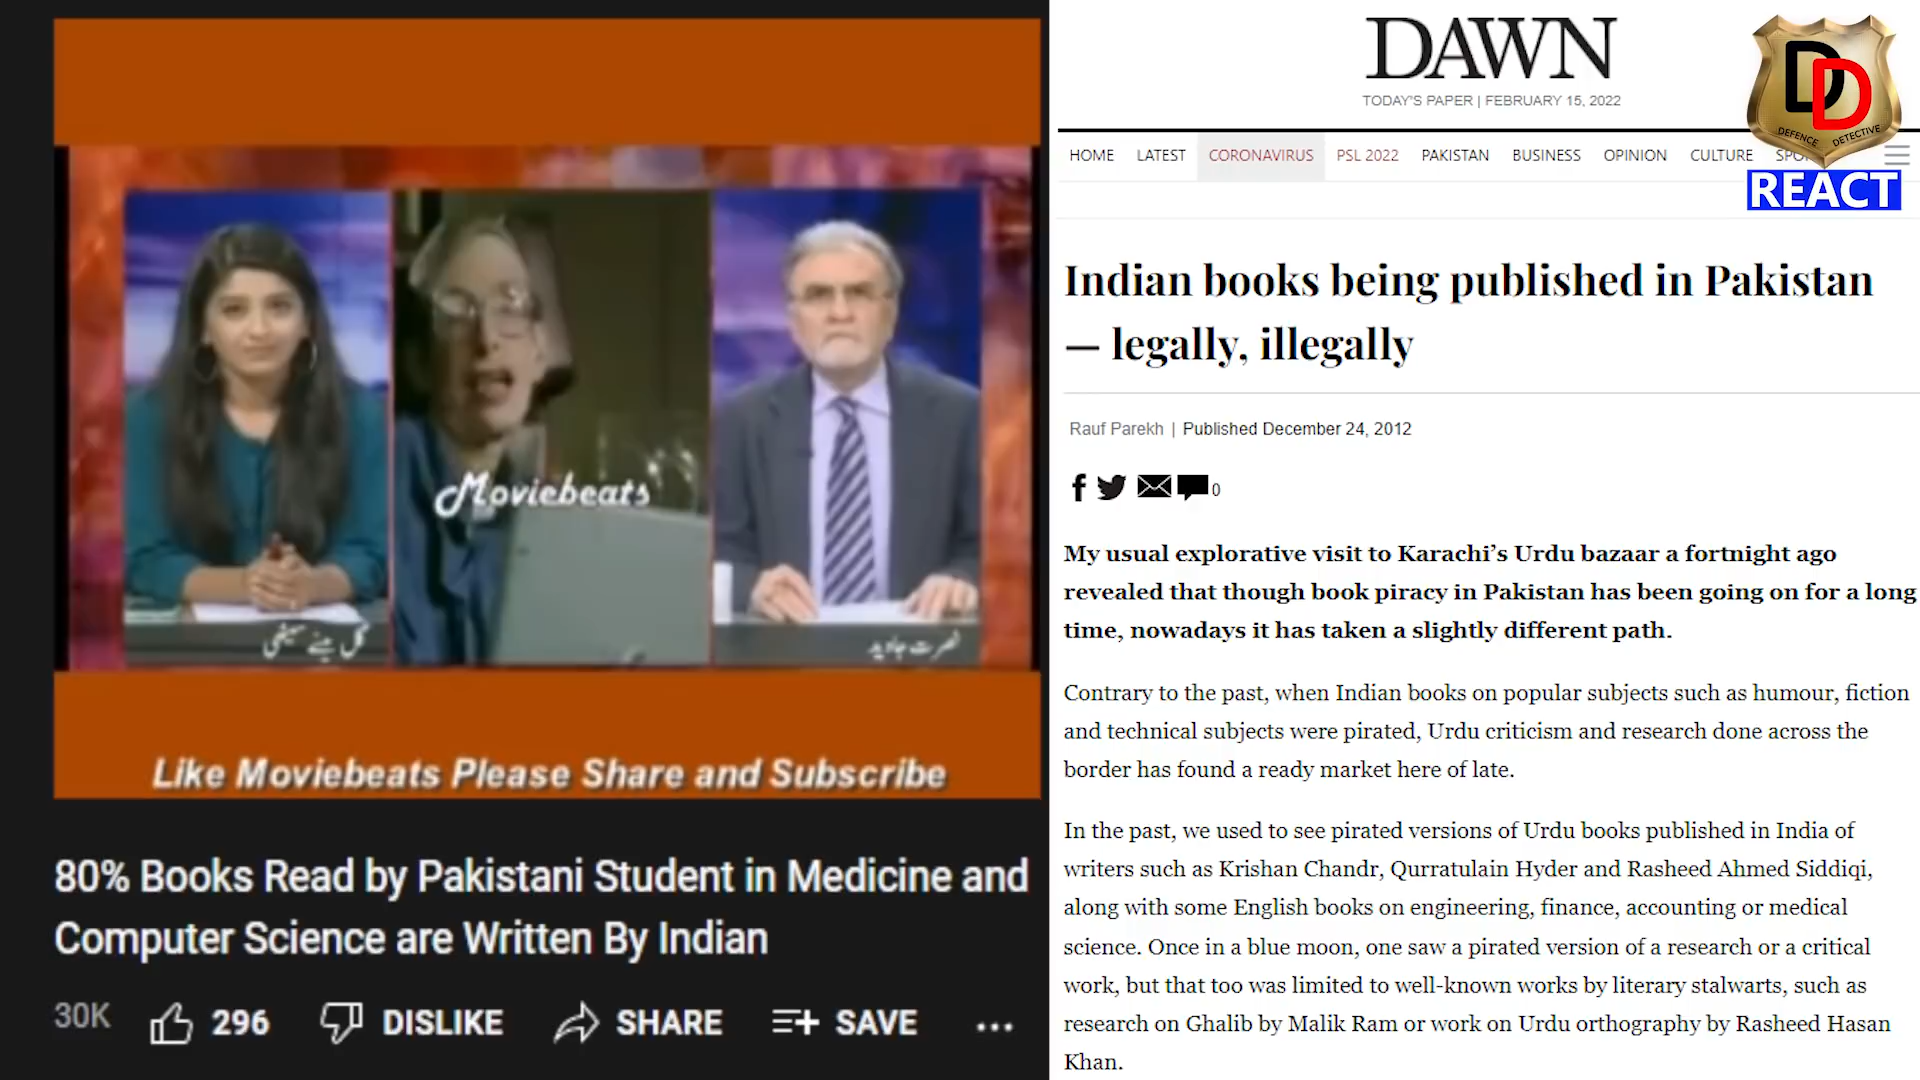 گل مینے سیٹھی
Moviebeats
نصرت جاوید
Like Moviebeats Please Share and Subscribe
80% Books Read by Pakistani Student in Medicine and
Computer Science are Written By Indian
30K 296 DISLIKE SHARE SAVE
DAWN
TODAY'S PAPER | FEBRUARY 15, 2022
DD
DEFENCE DETECTIVE
REACT
HOME LATEST CORONAVIRUS PSL 2022 PAKISTAN BUSINESS OPINION CULTURE
Indian books being published in Pakistan
— legally, illegally
Rauf Parekh | Published December 24, 2012
0
My usual explorative visit to Karachi’s Urdu bazaar a fortnight ago
revealed that though book piracy in Pakistan has been going on for a long
time, nowadays it has taken a slightly different path.
Contrary to the past, when Indian books on popular subjects such as humour, fiction
and technical subjects were pirated, Urdu criticism and research done across the
border has found a ready market here of late.
In the past, we used to see pirated versions of Urdu books published in India of
writers such as Krishan Chandr, Qurratulain Hyder and Rasheed Ahmed Siddiqi,
along with some English books on engineering, finance, accounting or medical
science. Once in a blue moon, one saw a pirated version of a research or a critical
work, but that too was limited to well-known works by literary stalwarts, such as
research on Ghalib by Malik Ram or work on Urdu orthography by Rasheed Hasan
Khan.